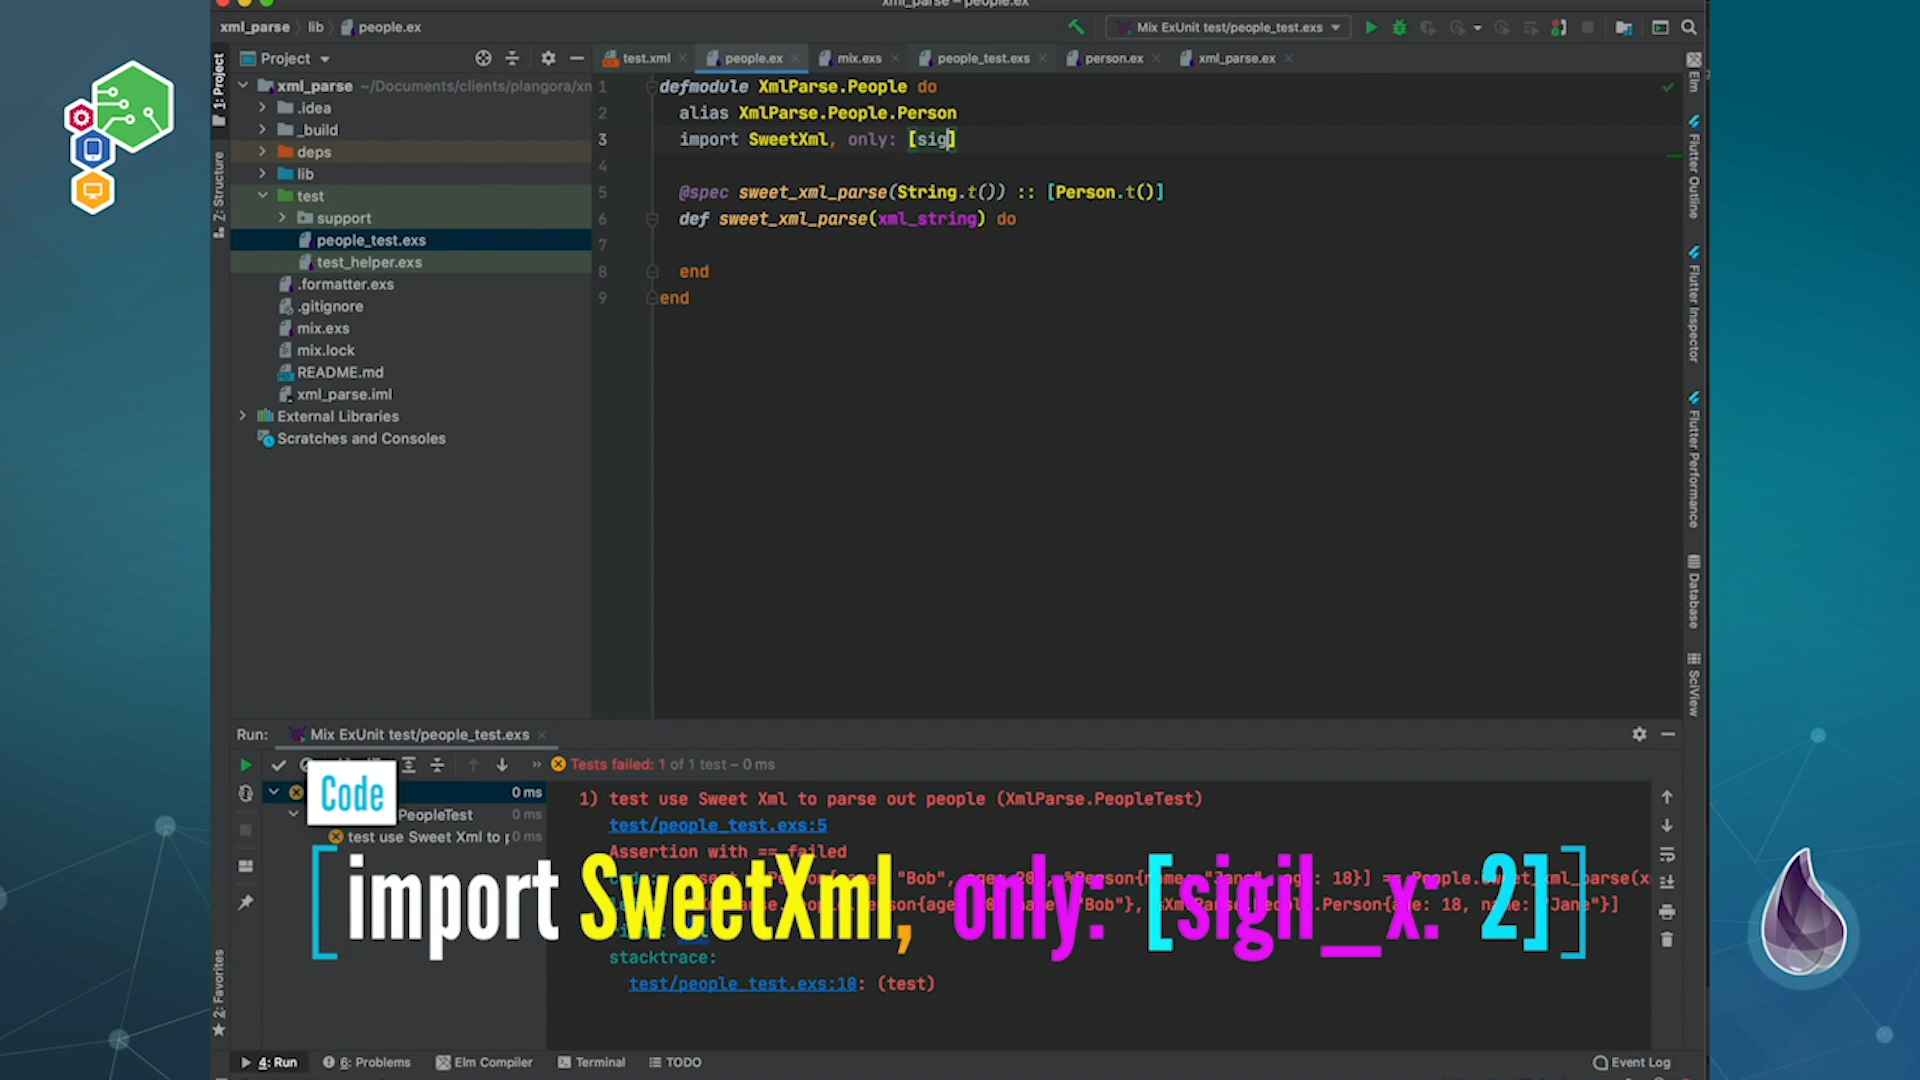 xml_parse – people.ex
xml_parse lib people.ex
Mix ExUnit test/people_test.exs
Project
test.xml people.ex mix.exs people_test.exs person.ex xml_parse.ex
1: Project
Z: Structure
2: Favorites
xml_parse ~/Documents/clients/plangora/xm
.idea
_build
deps
lib
test
support
people_test.exs
test_helper.exs
.formatter.exs
.gitignore
mix.exs
mix.lock
README.md
xml_parse.iml
External Libraries
Scratches and Consoles
1 defmodule XmlParse.People do
2 alias XmlParse.People.Person
3 import SweetXml, only: [sig]
4
5 @spec sweet_xml_parse(String.t()) :: [Person.t()]
6 def sweet_xml_parse(xml_string) do
7
8 end
9 end
Elm
Flutter Outline
Flutter Inspector
Flutter Performance
Database
SciView
Run: Mix ExUnit test/people_test.exs
Tests failed: 1 of 1 test – 0 ms
0 ms
PeopleTest 0 ms
test use Sweet Xml to p 0 ms
1) test use Sweet Xml to parse out people (XmlParse.PeopleTest)
test/people_test.exs:5
Assertion with == failed
stacktrace:
test/people_test.exs:10: (test)
Code
import SweetXml, only: [sigil_x: 2]
4: Run 6: Problems Elm Compiler Terminal TODO Event Log